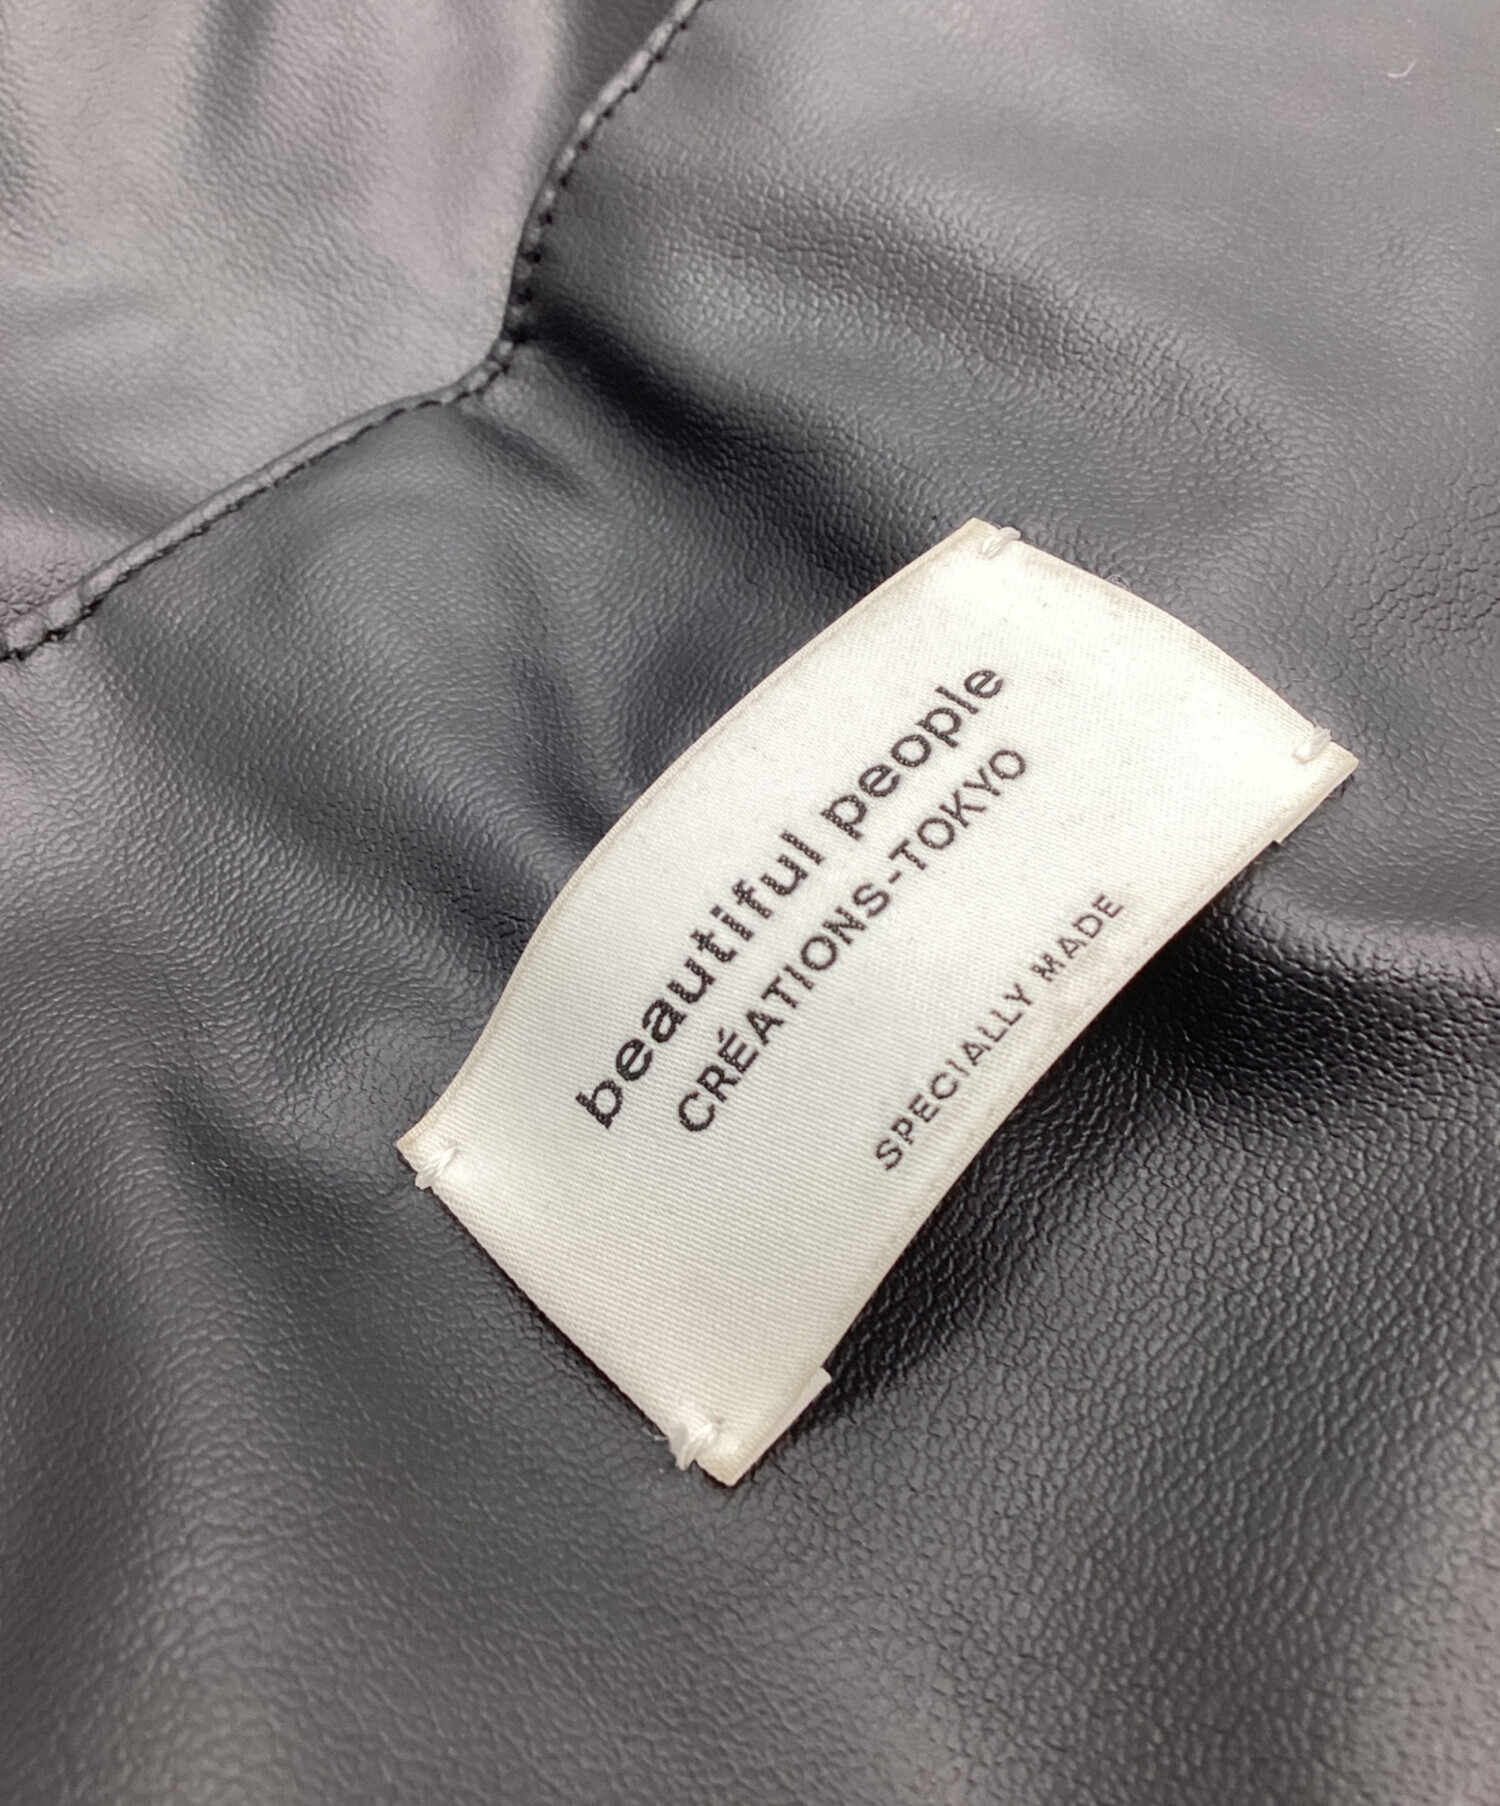 beautiful people
CRÉATIONS-TOKYO
SPECIALLY MADE